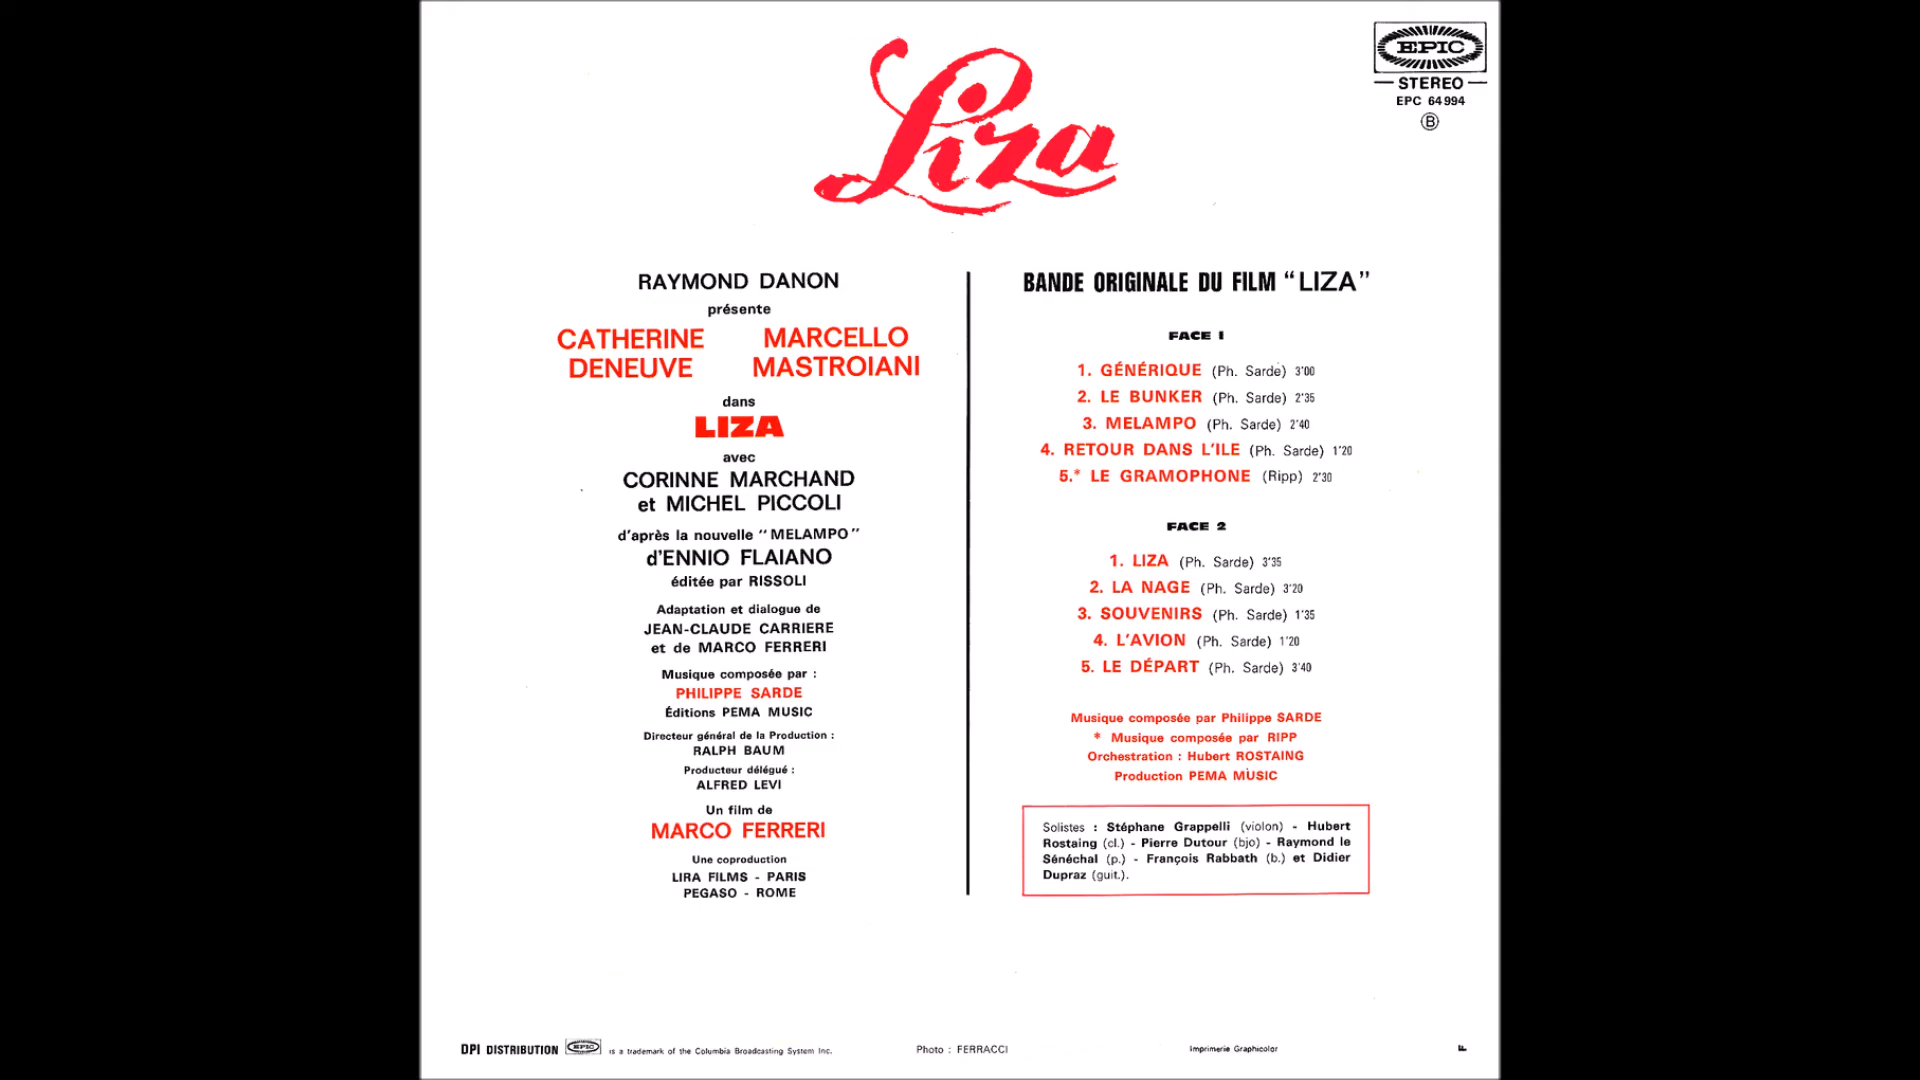 Liza
EPIC
STEREO
EPC 64994
B
RAYMOND DANON
présente
CATHERINE DENEUVE
MARCELLO MASTROIANI
dans
LIZA
avec
CORINNE MARCHAND
et MICHEL PICCOLI
d'après la nouvelle "MELAMPO"
d'ENNIO FLAIANO
éditée par RISSOLI
Adaptation et dialogue de
JEAN-CLAUDE CARRIERE
et de MARCO FERRERI
Musique composée par :
PHILIPPE SARDE
Éditions PEMA MUSIC
Directeur général de la Production :
RALPH BAUM
Producteur délégué :
ALFRED LEVI
Un film de
MARCO FERRERI
Une coproduction
LIRA FILMS - PARIS
PEGASO - ROME
BANDE ORIGINALE DU FILM "LIZA"
FACE 1
1. GÉNÉRIQUE (Ph. Sarde) 3'00
2. LE BUNKER (Ph. Sarde) 2'35
3. MELAMPO (Ph. Sarde) 2'40
4. RETOUR DANS L'ILE (Ph. Sarde) 1'20
5.* LE GRAMOPHONE (Ripp) 2'30
FACE 2
1. LIZA (Ph. Sarde) 3'35
2. LA NAGE (Ph. Sarde) 3'20
3. SOUVENIRS (Ph. Sarde) 1'35
4. L'AVION (Ph. Sarde) 1'20
5. LE DÉPART (Ph. Sarde) 3'40
Musique composée par Philippe SARDE
* Musique composée par RIPP
Orchestration : Hubert ROSTAING
Production PEMA MUSIC
Solistes : Stéphane Grappelli (violon) - Hubert
Rostaing (cl.) - Pierre Dutour (bjo) - Raymond le
Sénéchal (p.) - François Rabbath (b.) et Didier
Dupraz (guit.).
DPI DISTRIBUTION EPIC is a trademark of the Columbia Broadcasting System Inc.
Photo : FERRACCI
Imprimerie Graphicolor